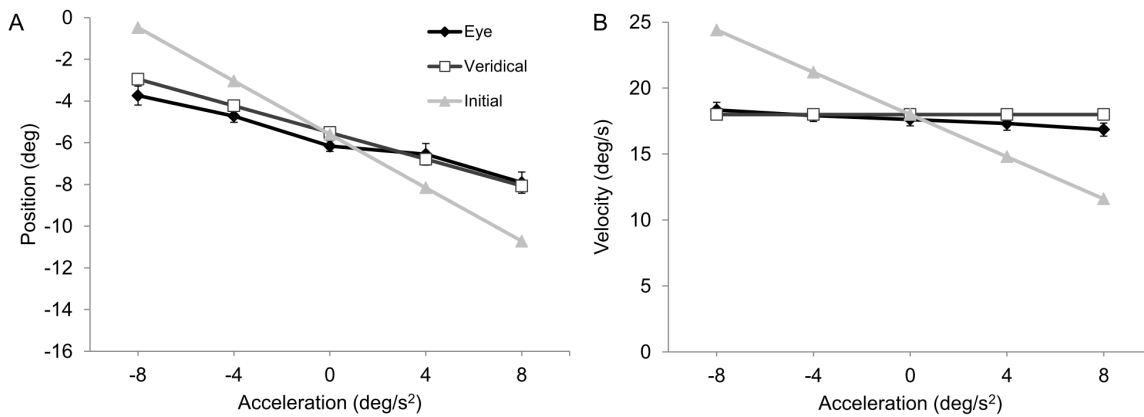 A
Position (deg)
0
-2
-4
-6
-8
-10
-12
-14
-16
-8 -4 0 4 8
Acceleration (deg/s²)
Eye
Veridical
Initial
B
Velocity (deg/s)
25
20
15
10
5
0
-8 -4 0 4 8
Acceleration (deg/s²)